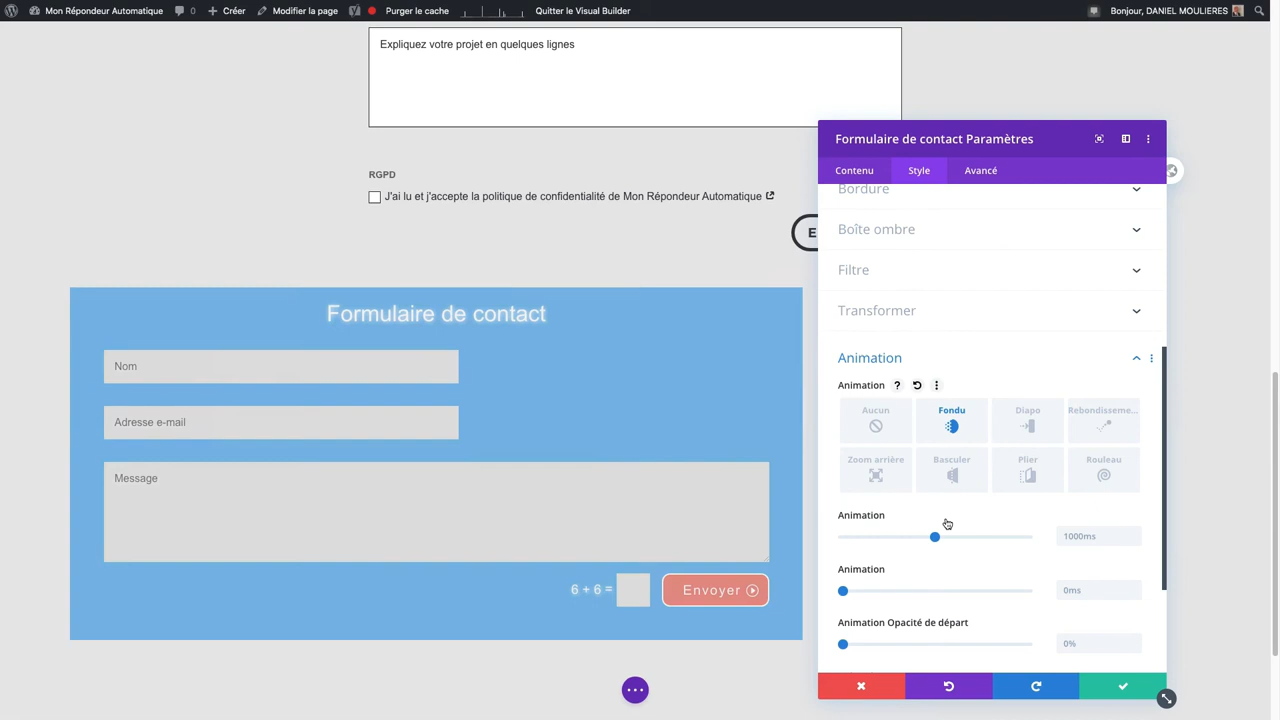 Mon Répondeur Automatique 0 Créer Modifier la page Purger le cache Quitter le Visual Builder Bonjour, DANIEL MOULIERES
Expliquez votre projet en quelques lignes
RGPD
J'ai lu et j'accepte la politique de confidentialité de Mon Répondeur Automatique
E
Formulaire de contact
Nom
Adresse e-mail
Message
6 + 6 =
Envoyer
Formulaire de contact Paramètres
Contenu Style Avancé
Bordure
Boîte ombre
Filtre
Transformer
Animation
Animation ?
Aucun Fondu Diapo Rebondisseme...
Zoom arrière Basculer Plier Rouleau
Animation
1000ms
Animation
0ms
Animation Opacité de départ
0%